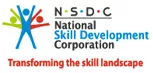 N·S·D·C
National
Skill Development
Corporation
Transforming the skill landscape